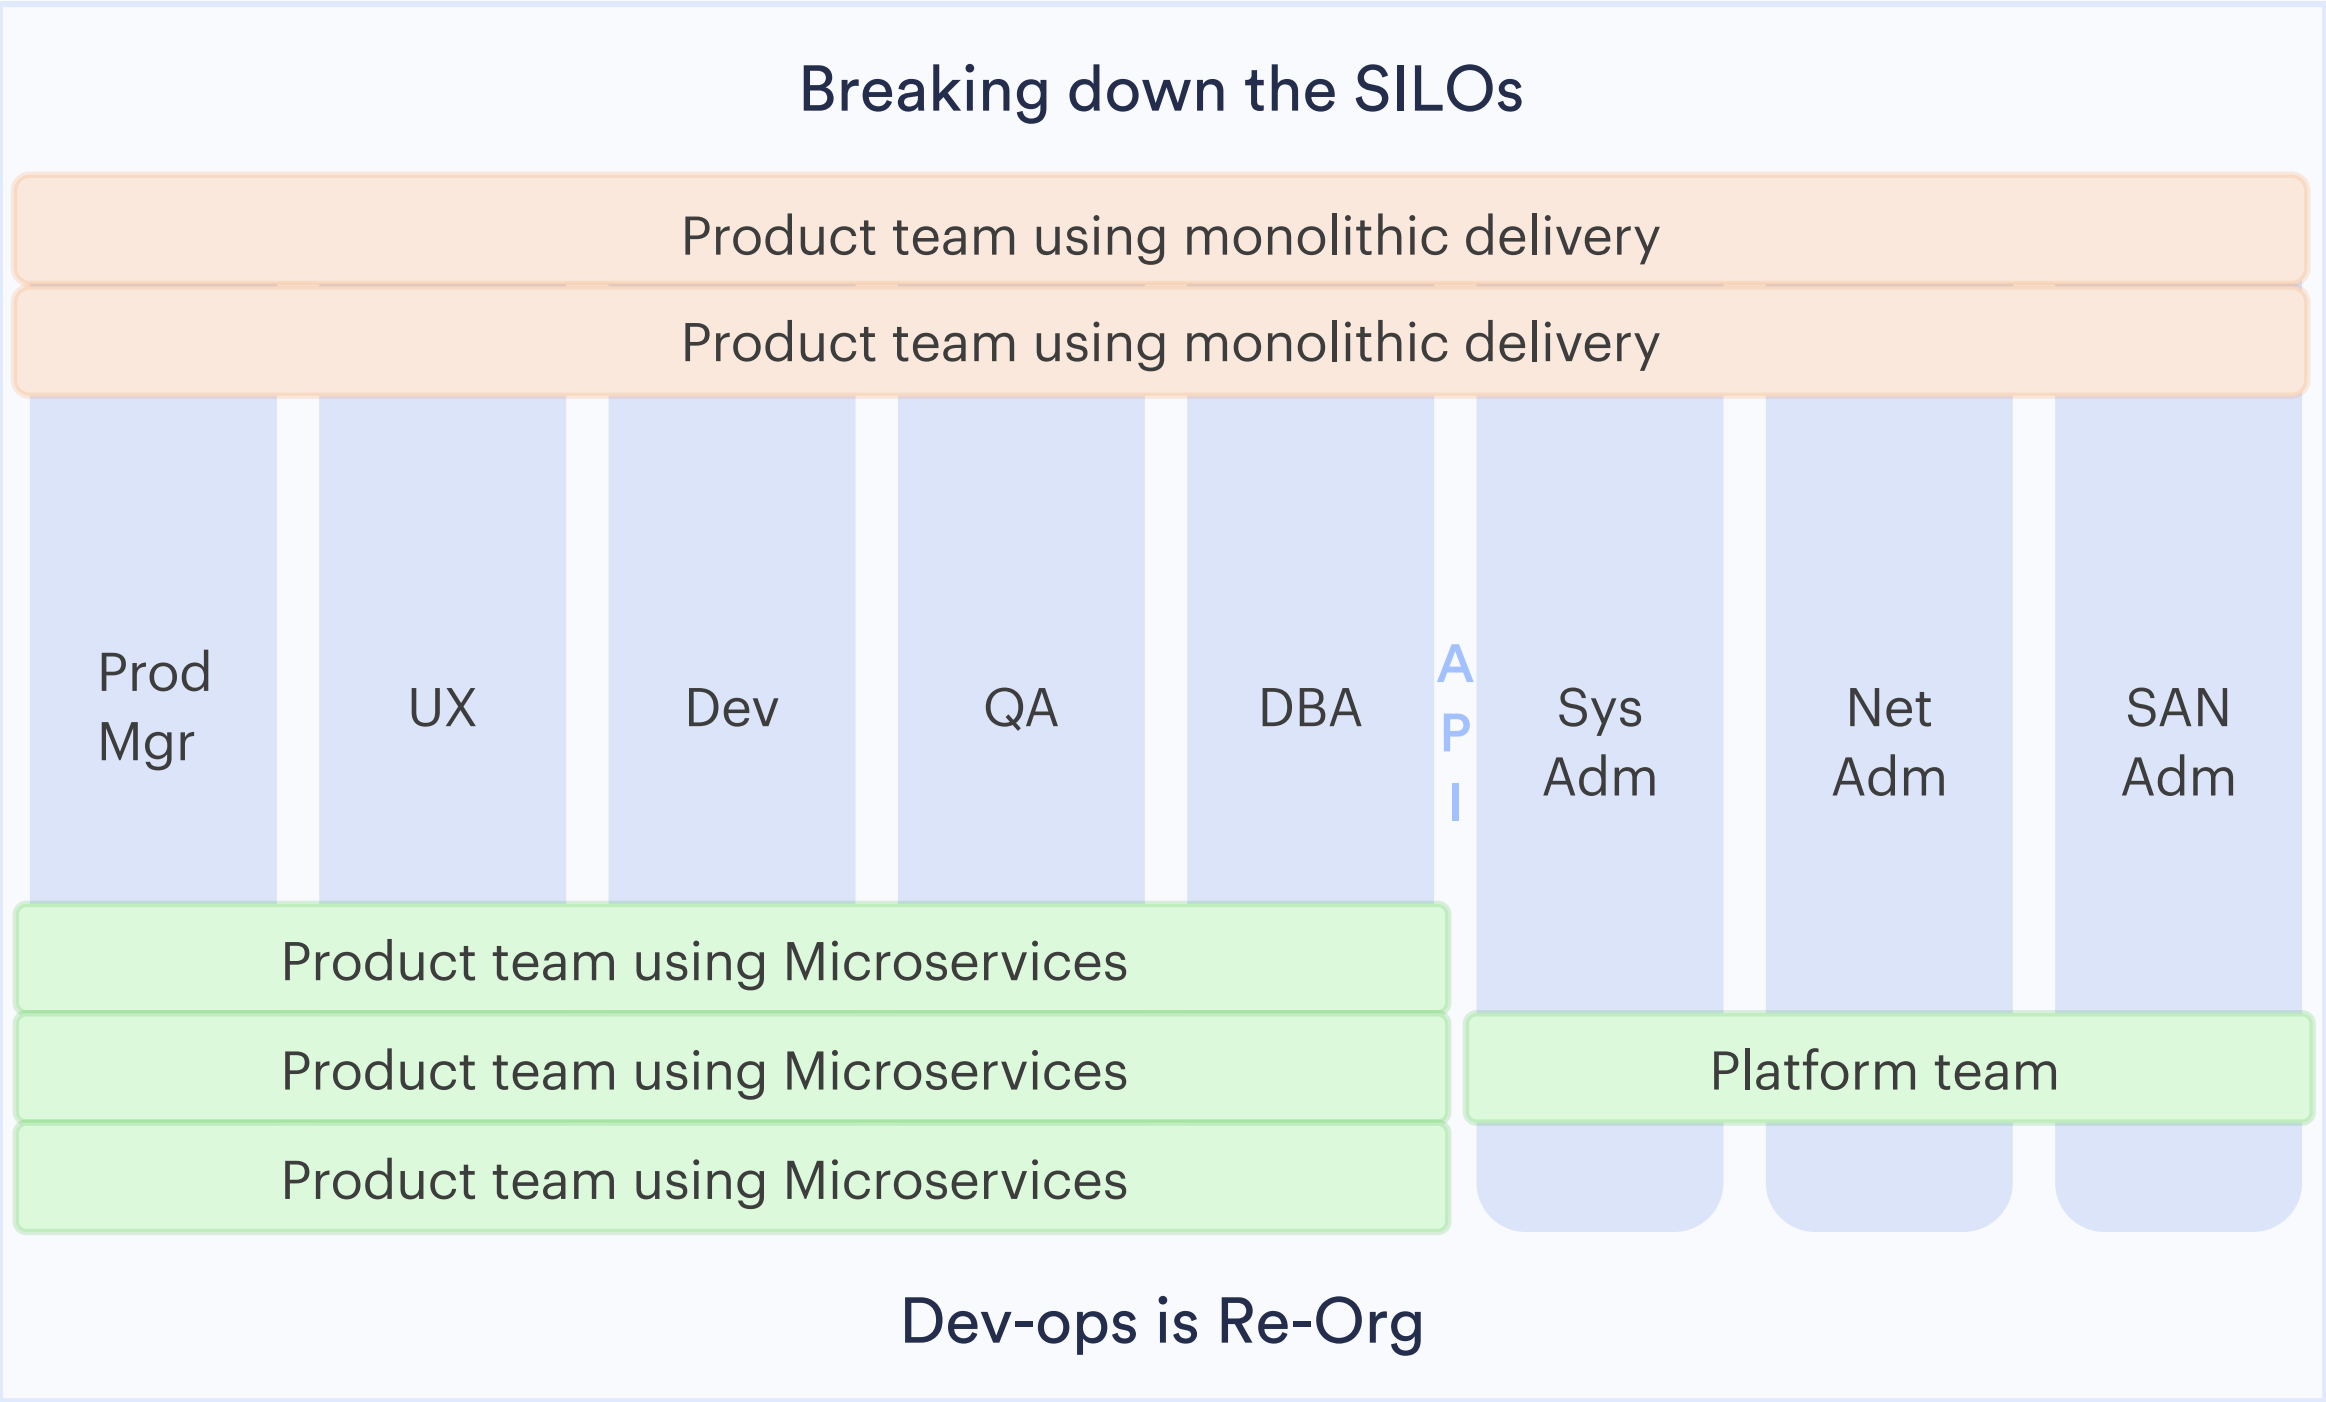 Breaking down the SILOs
Product team using monolithic delivery
Product team using monolithic delivery
Prod
Mgr
UX
Dev
QA
DBA
A
P
I
Sys
Adm
Net
Adm
SAN
Adm
Product team using Microservices
Product team using Microservices
Platform team
Product team using Microservices
Dev-ops is Re-Org